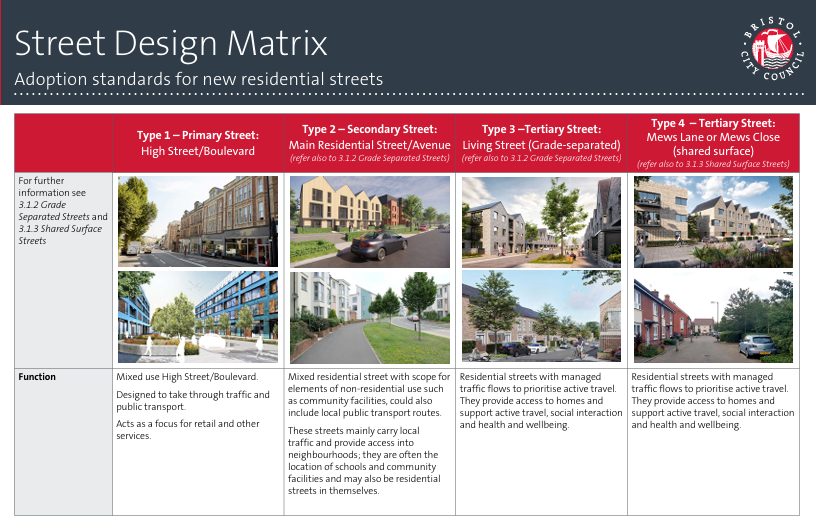 Street Design Matrix
Adoption standards for new residential streets
BRISTOL
CITY COUNCIL
Type 1 – Primary Street:
High Street/Boulevard
Type 2 – Secondary Street:
Main Residential Street/Avenue
(refer also to 3.1.2 Grade Separated Streets)
Type 3 –Tertiary Street:
Living Street (Grade-separated)
(refer also to 3.1.2 Grade Separated Streets)
Type 4 – Tertiary Street:
Mews Lane or Mews Close
(shared surface)
(refer also to 3.1.3 Shared Surface Streets)
For further
information see
3.1.2 Grade
Separated Streets and
3.1.3 Shared Surface
Streets
Function
Mixed use High Street/Boulevard.
Designed to take through traffic and
public transport.
Acts as a focus for retail and other
services.
Mixed residential street with scope for
elements of non-residential use such
as community facilities, could also
include local public transport routes.
These streets mainly carry local
traffic and provide access into
neighbourhoods; they are often the
location of schools and community
facilities and may also be residential
streets in themselves.
Residential streets with managed
traffic flows to prioritise active travel.
They provide access to homes and
support active travel, social interaction
and health and wellbeing.
Residential streets with managed
traffic flows to prioritise active travel.
They provide access to homes and
support active travel, social interaction
and health and wellbeing.